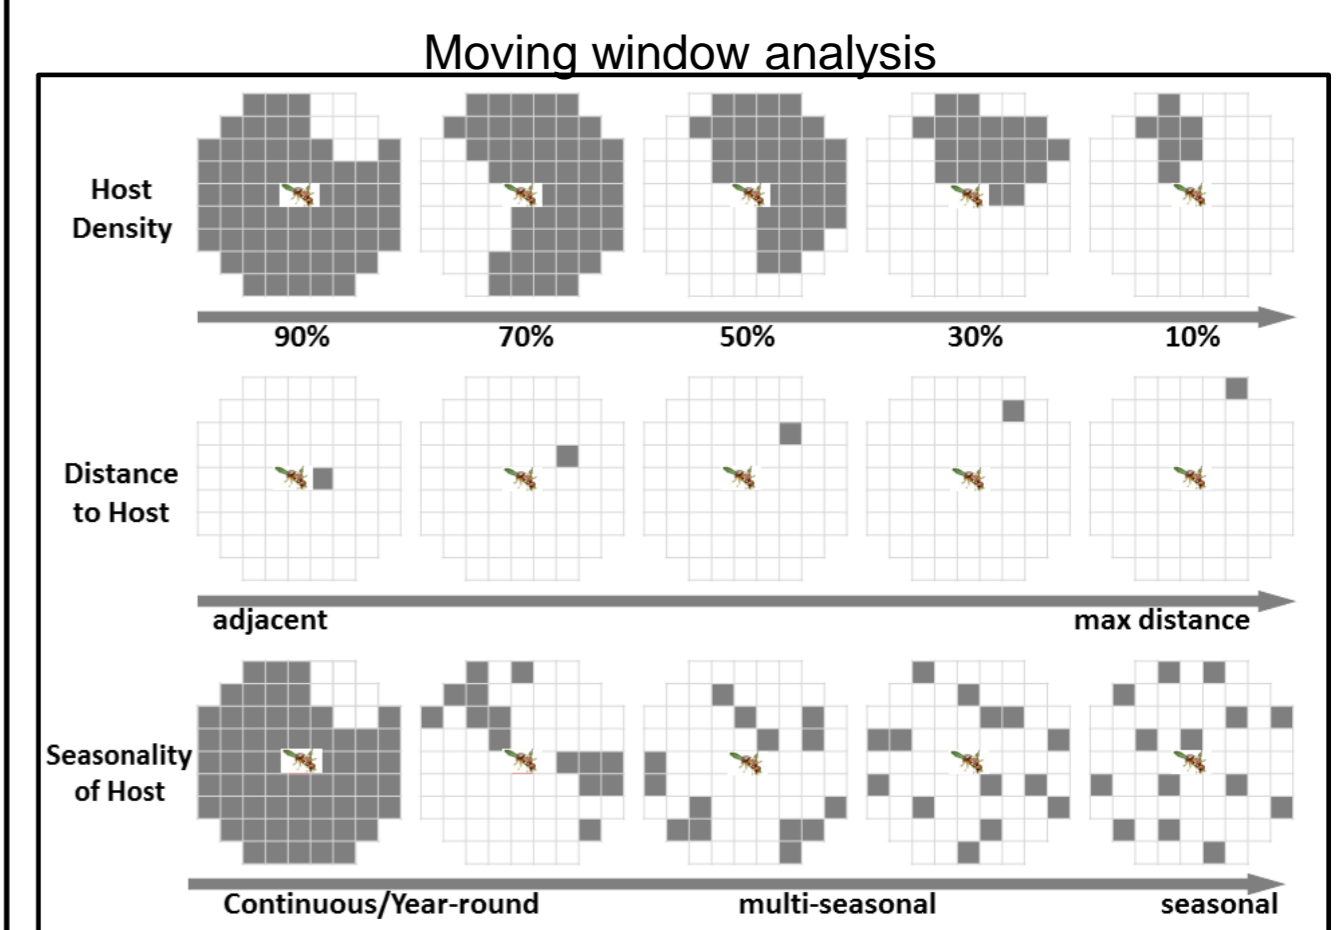 Moving window analysis
Host
Density
90% 70% 50% 30% 10%
Distance
to Host
adjacent max distance
Seasonality
of Host
Continuous/Year-round multi-seasonal seasonal